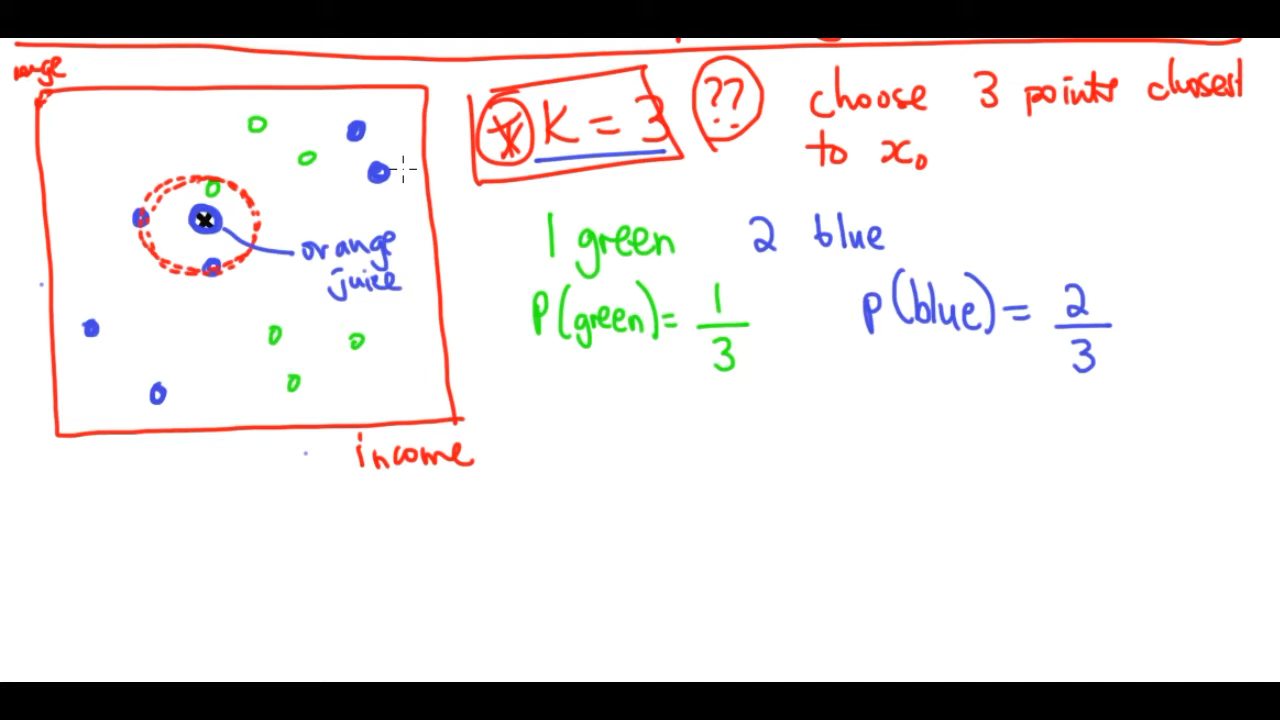 K = 3
??
choose 3 points closest
to x₀
1 green 2 blue
P(green) = 1/3
P(blue) = 2/3
orange
juice
income